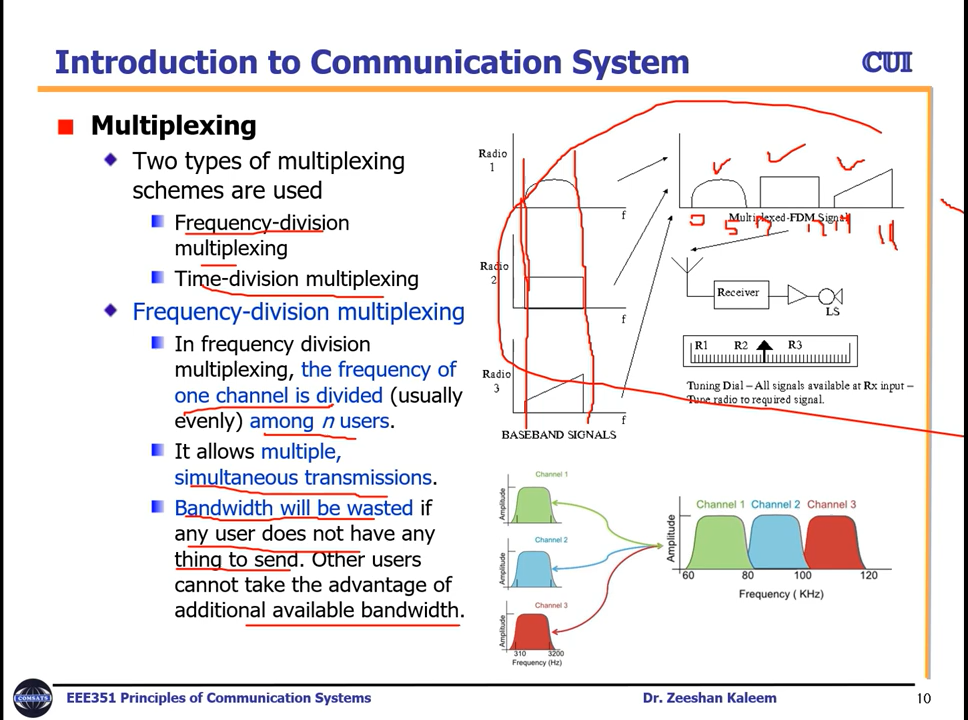 Introduction to Communication System
CUI
Multiplexing
Two types of multiplexing
schemes are used
Frequency-division
multiplexing
Time-division multiplexing
Frequency-division multiplexing
In frequency division
multiplexing, the frequency of
one channel is divided (usually
evenly) among n users.
It allows multiple,
simultaneous transmissions.
Bandwidth will be wasted if
any user does not have any
thing to send. Other users
cannot take the advantage of
additional available bandwidth.
Radio
1
f
Radio
2
f
Radio
3
f
BASEBAND SIGNALS
Multiplexed-FDM Signal
0 5
Receiver
LS
R1 R2 R3
Tuning Dial – All signals available at Rx input –
Tune radio to required signal.
Channel 1
Amplitude
Channel 2
Amplitude
Channel 3
Amplitude
310 3200
Frequency (Hz)
Channel 1 Channel 2 Channel 3
Amplitude
60 80 100 120
Frequency ( KHz)
COMSATS
EEE351 Principles of Communication Systems
Dr. Zeeshan Kaleem
10